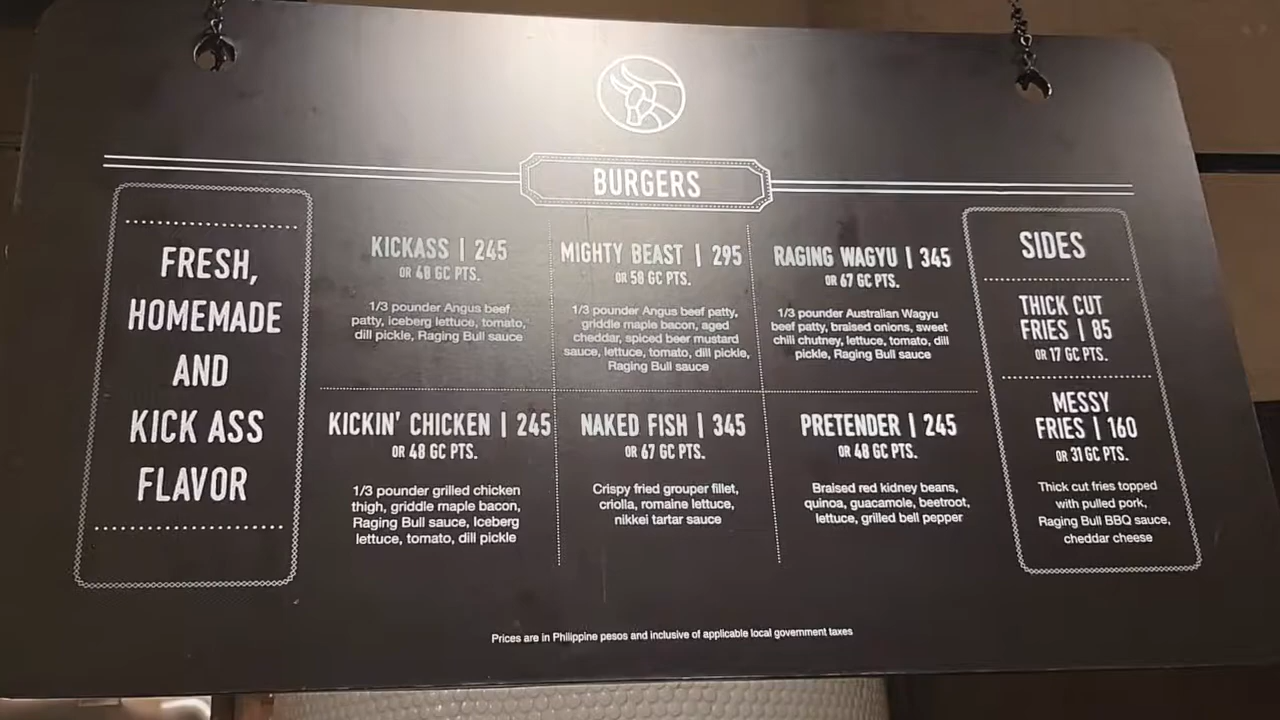 BURGERS
FRESH,
HOMEMADE
AND
KICK ASS
FLAVOR
KICKASS | 245
OR 48 GC PTS.
1/3 pounder Angus beef
patty, iceberg lettuce, tomato,
dill pickle, Raging Bull sauce
MIGHTY BEAST | 295
OR 58 GC PTS.
1/3 pounder Angus beef patty,
griddle maple bacon, aged
cheddar, spiced beer mustard
sauce, lettuce, tomato, dill pickle,
Raging Bull sauce
RAGING WAGYU | 345
OR 67 GC PTS.
1/3 pounder Australian Wagyu
beef patty, braised onions, sweet
chili chutney, lettuce, tomato, dill
pickle, Raging Bull sauce
KICKIN' CHICKEN | 245
OR 48 GC PTS.
1/3 pounder grilled chicken
thigh, griddle maple bacon,
Raging Bull sauce, Iceberg
lettuce, tomato, dill pickle
NAKED FISH | 345
OR 67 GC PTS.
Crispy fried grouper fillet,
criolla, romaine lettuce,
nikkei tartar sauce
PRETENDER | 245
OR 48 GC PTS.
Braised red kidney beans,
quinoa, guacamole, beetroot,
lettuce, grilled bell pepper
SIDES
THICK CUT
FRIES | 85
OR 17 GC PTS.
MESSY
FRIES | 160
OR 31 GC PTS.
Thick cut fries topped
with pulled pork,
Raging Bull BBQ sauce,
cheddar cheese
Prices are in Philippine pesos and inclusive of applicable local government taxes